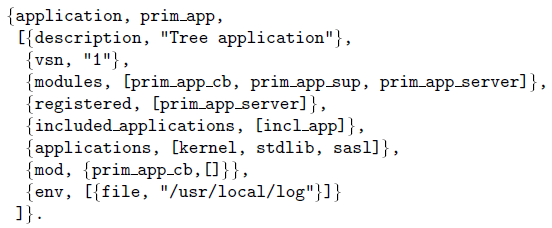 {application, prim_app,
[{description, "Tree application"},
{vsn, "1"},
{modules, [prim_app_cb, prim_app_sup, prim_app_server]},
{registered, [prim_app_server]},
{included_applications, [incl_app]},
{applications, [kernel, stdlib, sasl]},
{mod, {prim_app_cb,[]}},
{env, [{file, "/usr/local/log"}]}
]}.